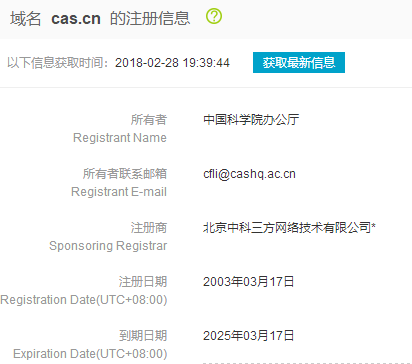 域名 cas.cn 的注册信息 ?
以下信息获取时间：2018-02-28 19:39:44 获取最新信息
所有者 中国科学院办公厅
Registrant Name
所有者联系邮箱 cfli@cashq.ac.cn
Registrant E-mail
注册商 北京中科三方网络技术有限公司*
Sponsoring Registrar
注册日期 2003年03月17日
Registration Date(UTC+08:00)
到期日期 2025年03月17日
Expiration Date(UTC+08:00)